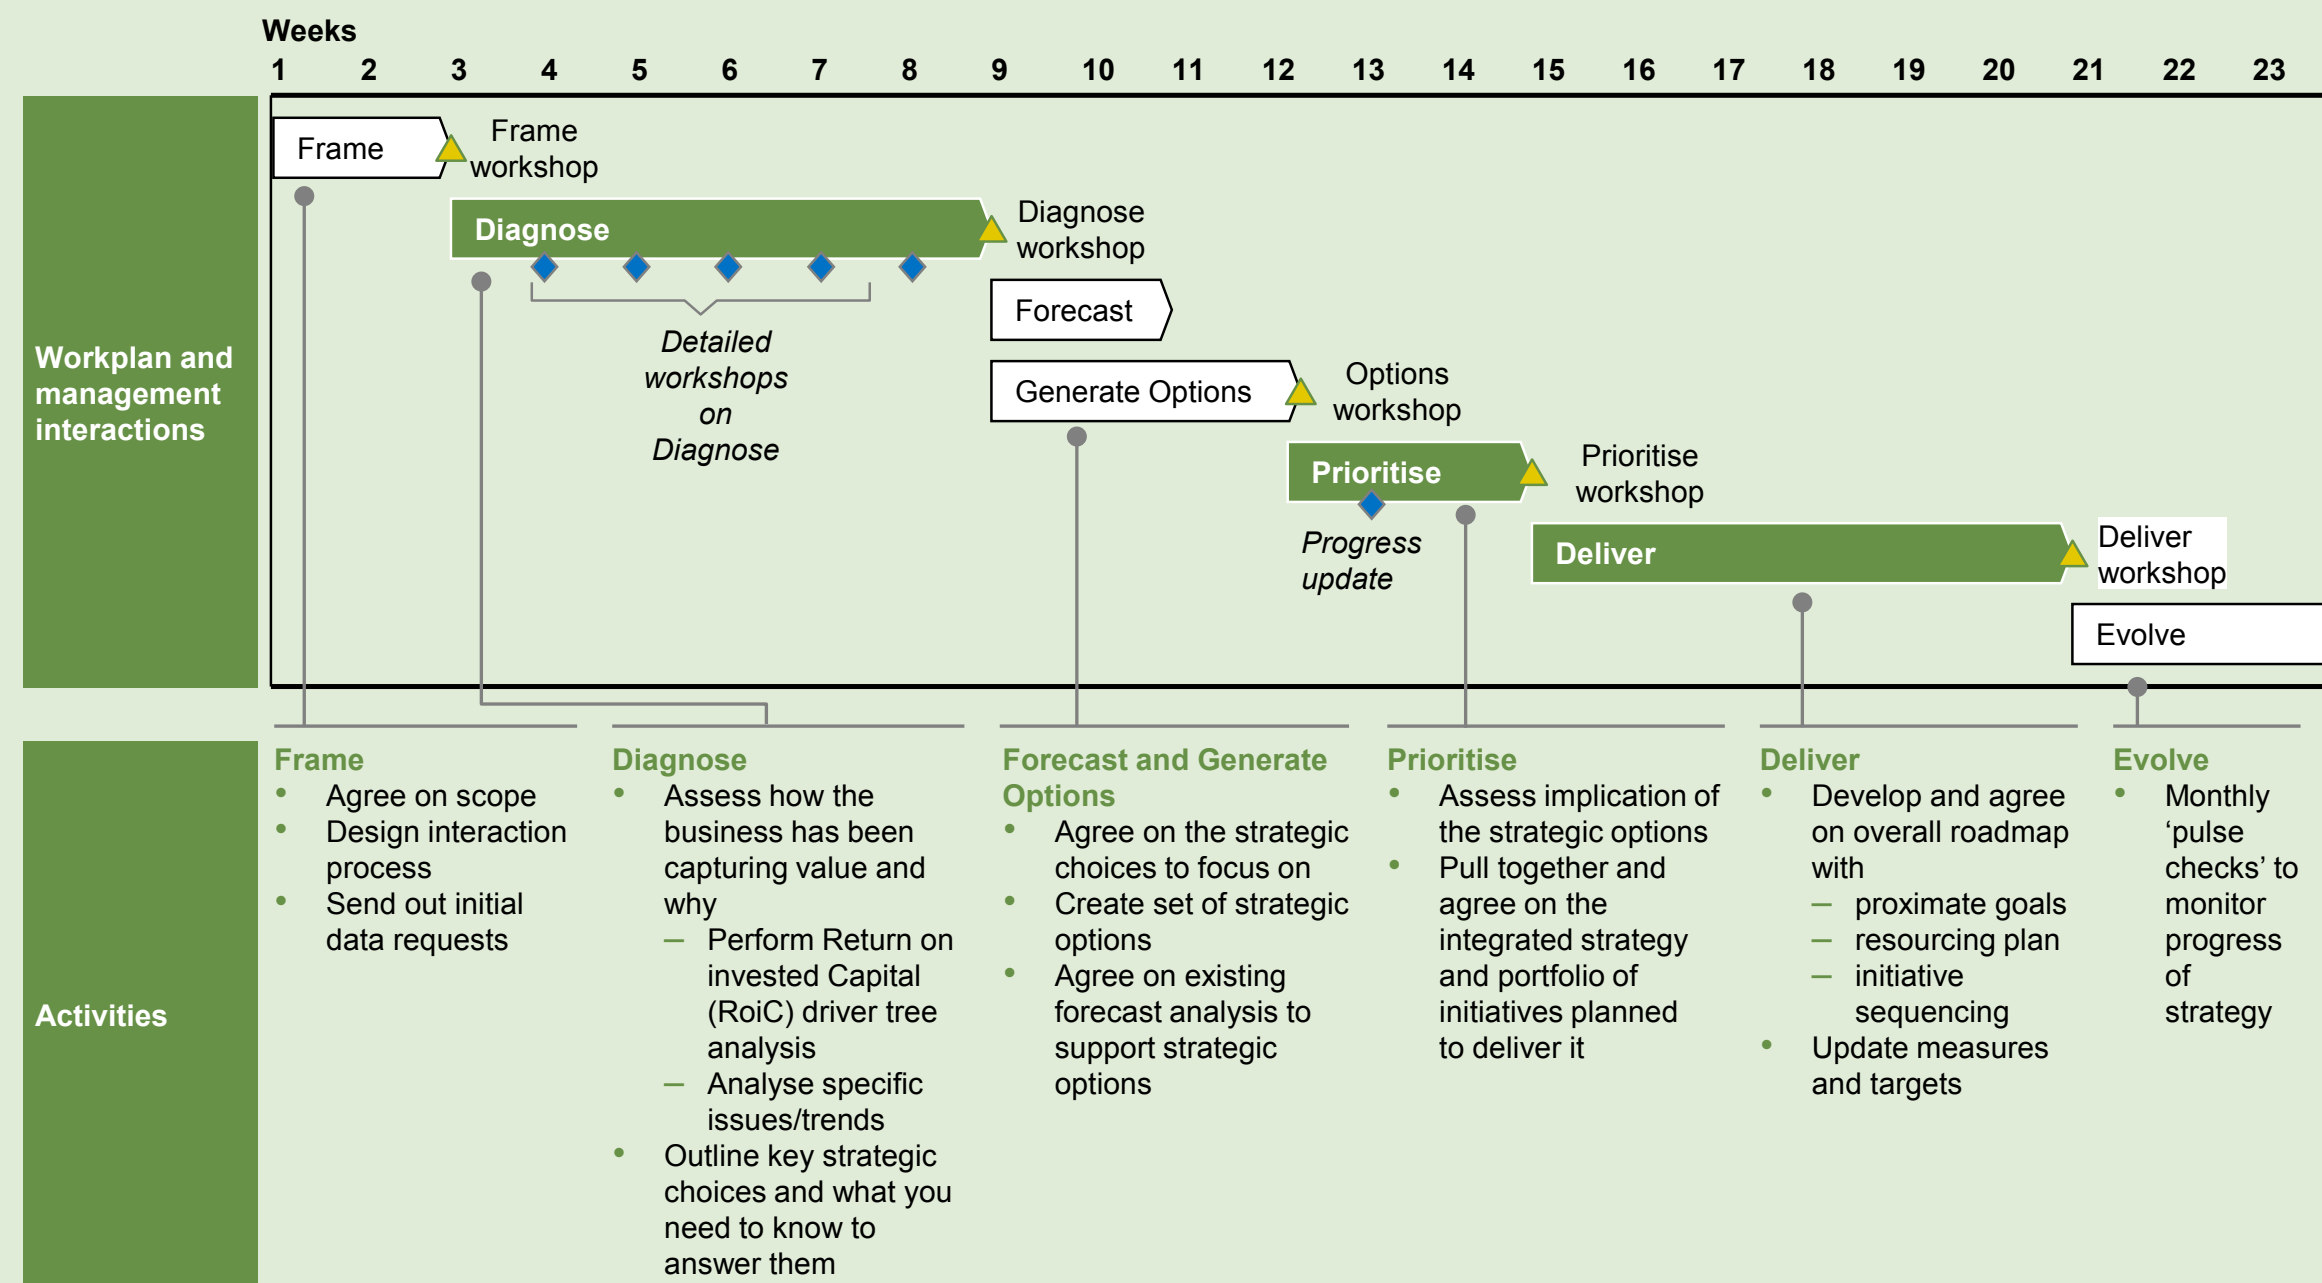 Weeks
1 2 3 4 5 6 7 8 9 10 11 12 13 14 15 16 17 18 19 20 21 22 23
Workplan and
management
interactions
Frame
Frame
workshop
Diagnose
Diagnose
workshop
Detailed
workshops
on
Diagnose
Forecast
Generate Options
Options
workshop
Prioritise
Prioritise
workshop
Progress
update
Deliver
Deliver
workshop
Evolve
Activities
Frame
• Agree on scope
• Design interaction
process
• Send out initial
data requests
Diagnose
• Assess how the
business has been
capturing value and
why
– Perform Return on
invested Capital
(RoiC) driver tree
analysis
– Analyse specific
issues/trends
• Outline key strategic
choices and what you
need to know to
answer them
Forecast and Generate
Options
• Agree on the strategic
choices to focus on
• Create set of strategic
options
• Agree on existing
forecast analysis to
support strategic
options
Prioritise
• Assess implication of
the strategic options
• Pull together and
agree on the
integrated strategy
and portfolio of
initiatives planned
to deliver it
Deliver
• Develop and agree
on overall roadmap
with
– proximate goals
– resourcing plan
– initiative
sequencing
• Update measures
and targets
Evolve
• Monthly
‘pulse
checks’ to
monitor
progress
of
strategy